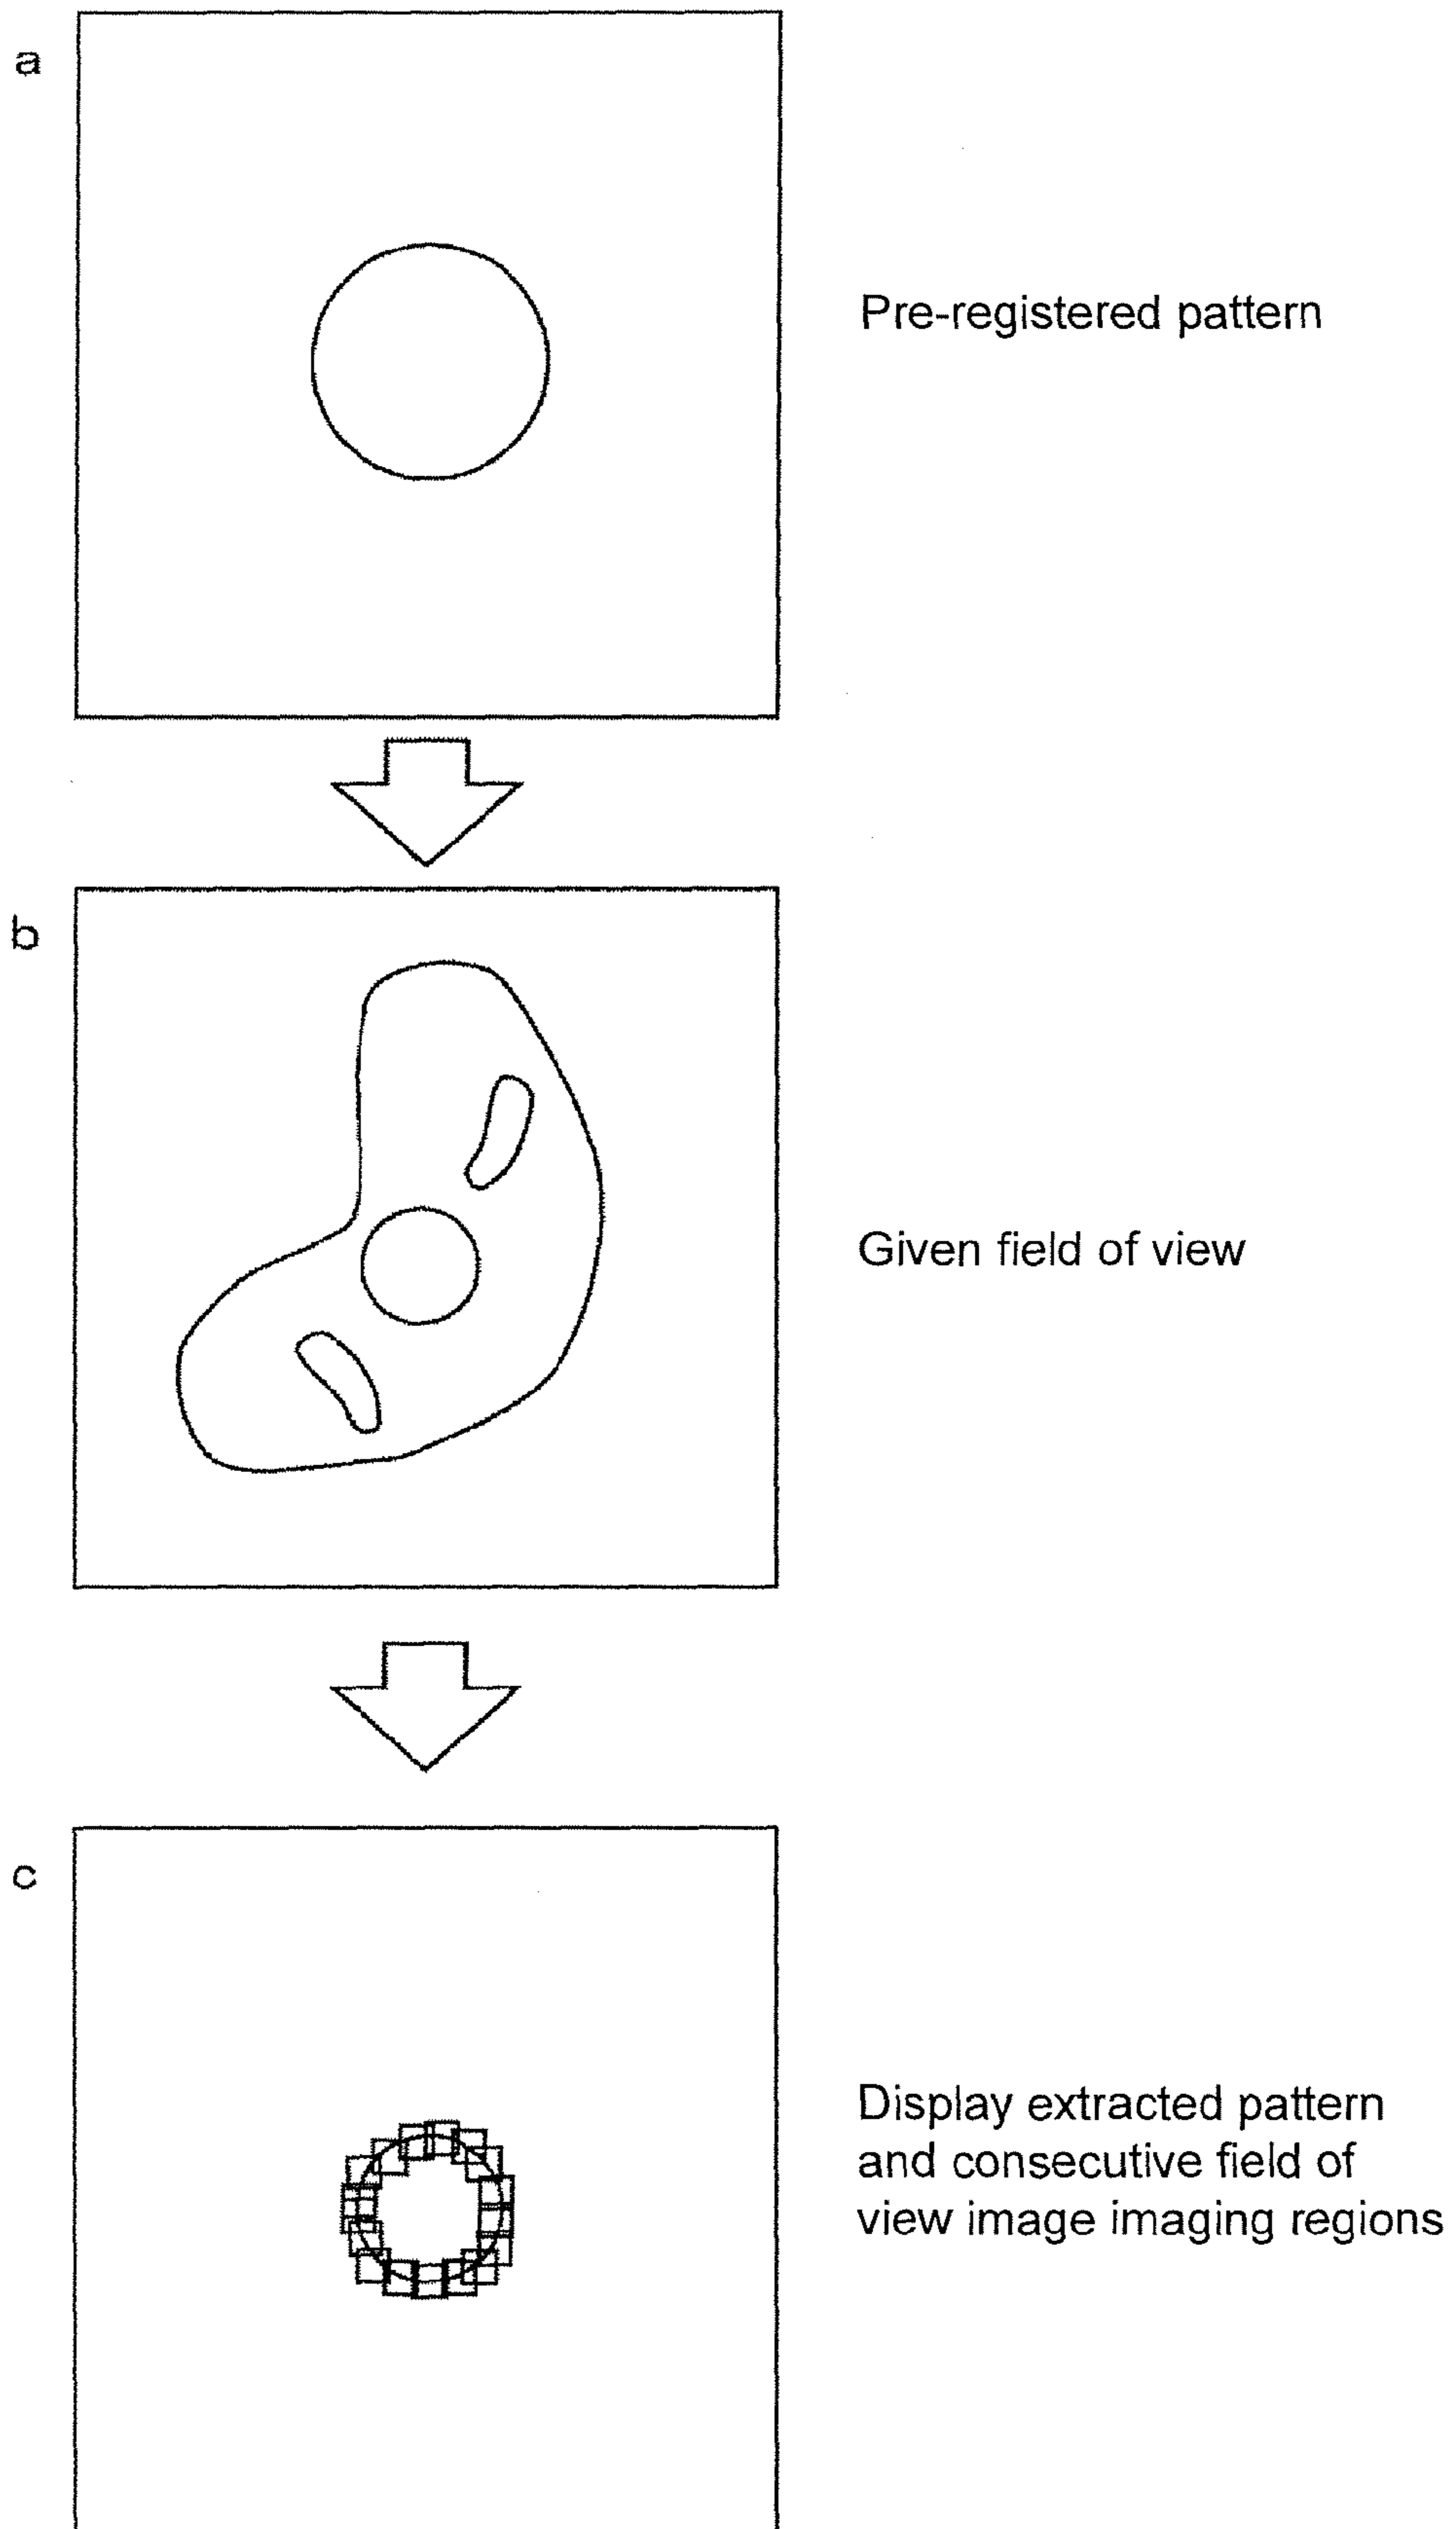 a
Pre-registered pattern
b
Given field of view
c
Display extracted pattern
and consecutive field of
view image imaging regions